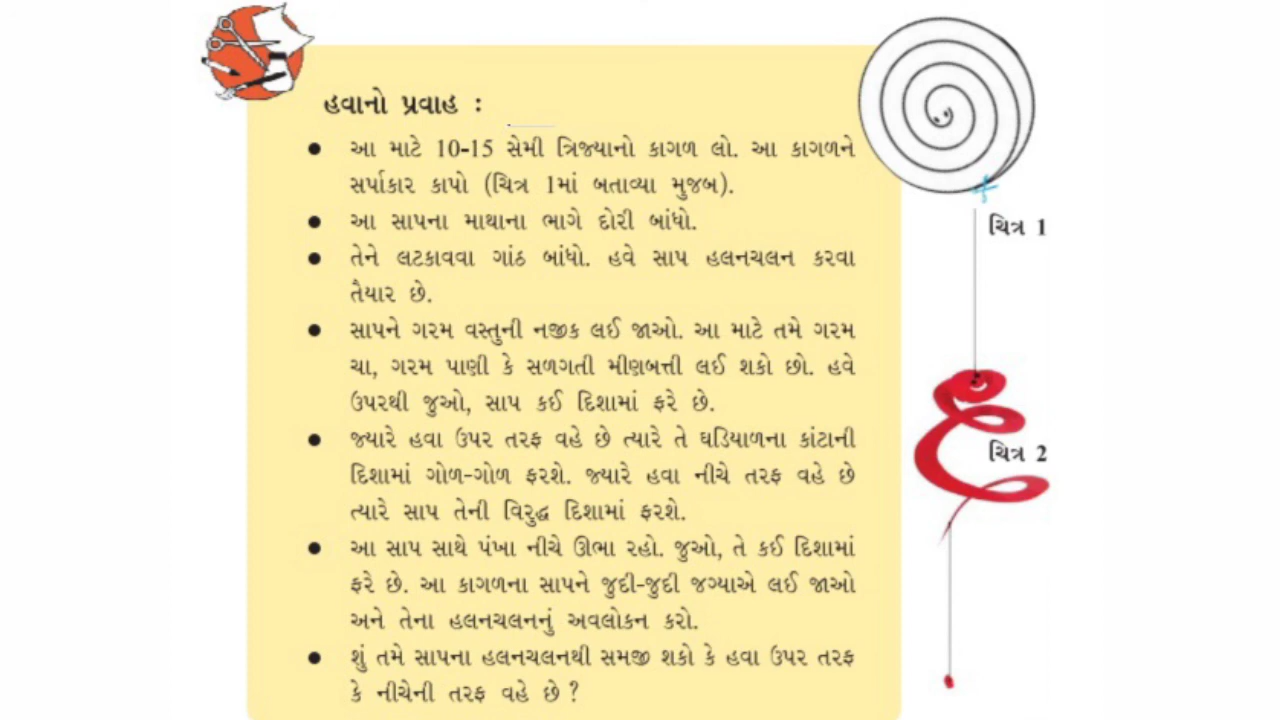 હવાનો પ્રવાહ :
● આ માટે 10-15 સેમી ત્રિજ્યાનો કાગળ લો. આ કાગળને
સર્પાકાર કાપો (ચિત્ર 1માં બતાવ્યા મુજબ).
● આ સાપના માથાના ભાગે દોરી બાંધો.
● તેને લટકાવવા ગાંઠ બાંધો. હવે સાપ હલનચલન કરવા
તૈયાર છે.
● સાપને ગરમ વસ્તુની નજીક લઈ જાઓ. આ માટે તમે ગરમ
ચા, ગરમ પાણી કે સળગતી મીણબત્તી લઈ શકો છો. હવે
ઉપરથી જુઓ, સાપ કઈ દિશામાં ફરે છે.
● જ્યારે હવા ઉપર તરફ વહે છે ત્યારે તે ઘડિયાળના કાંટાની
દિશામાં ગોળ-ગોળ ફરશે. જ્યારે હવા નીચે તરફ વહે છે
ત્યારે સાપ તેની વિરુદ્ધ દિશામાં ફરશે.
● આ સાપ સાથે પંખા નીચે ઊભા રહો. જુઓ, તે કઈ દિશામાં
ફરે છે. આ કાગળના સાપને જુદી-જુદી જગ્યાએ લઈ જાઓ
અને તેના હલનચલનનું અવલોકન કરો.
● શું તમે સાપના હલનચલનથી સમજી શકો કે હવા ઉપર તરફ
કે નીચેની તરફ વહે છે ?
ચિત્ર 1
ચિત્ર 2